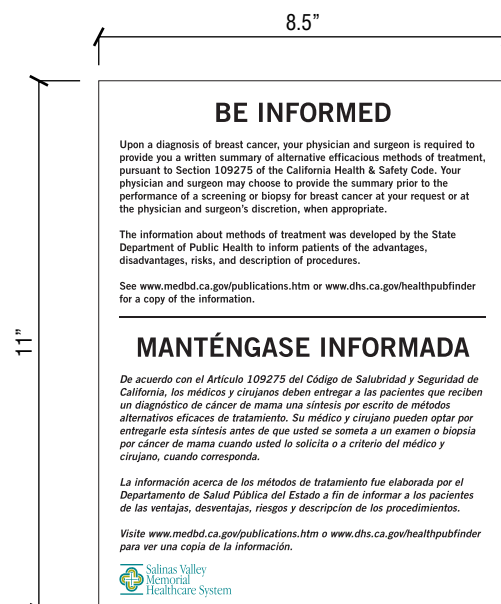 8.5”
11”
BE INFORMED
Upon a diagnosis of breast cancer, your physician and surgeon is required to
provide you a written summary of alternative efficacious methods of treatment,
pursuant to Section 109275 of the California Health & Safety Code. Your
physician and surgeon may choose to provide the summary prior to the
performance of a screening or biopsy for breast cancer at your request or at
the physician and surgeon’s discretion, when appropriate.
The information about methods of treatment was developed by the State
Department of Public Health to inform patients of the advantages,
disadvantages, risks, and description of procedures.
See www.medbd.ca.gov/publications.htm or www.dhs.ca.gov/healthpubfinder
for a copy of the information.
MANTÉNGASE INFORMADA
De acuerdo con el Artículo 109275 del Código de Salubridad y Seguridad de
California, los médicos y cirujanos deben entregar a las pacientes que reciben
un diagnóstico de cáncer de mama una síntesis por escrito de métodos
alternativos eficaces de tratamiento. Su médico y cirujano pueden optar por
entregarle esta síntesis antes de que usted se someta a un examen o biopsia
por cáncer de mama cuando usted lo solicita o a criterio del médico y
cirujano, cuando corresponda.
La información acerca de los métodos de tratamiento fue elaborada por el
Departamento de Salud Pública del Estado a fin de informar a los pacientes
de las ventajas, desventajas, riesgos y descripcíon de los procedimientos.
Visite www.medbd.ca.gov/publications.htm o www.dhs.ca.gov/healthpubfinder
para ver una copia de la información.
Salinas Valley
Memorial
Healthcare System